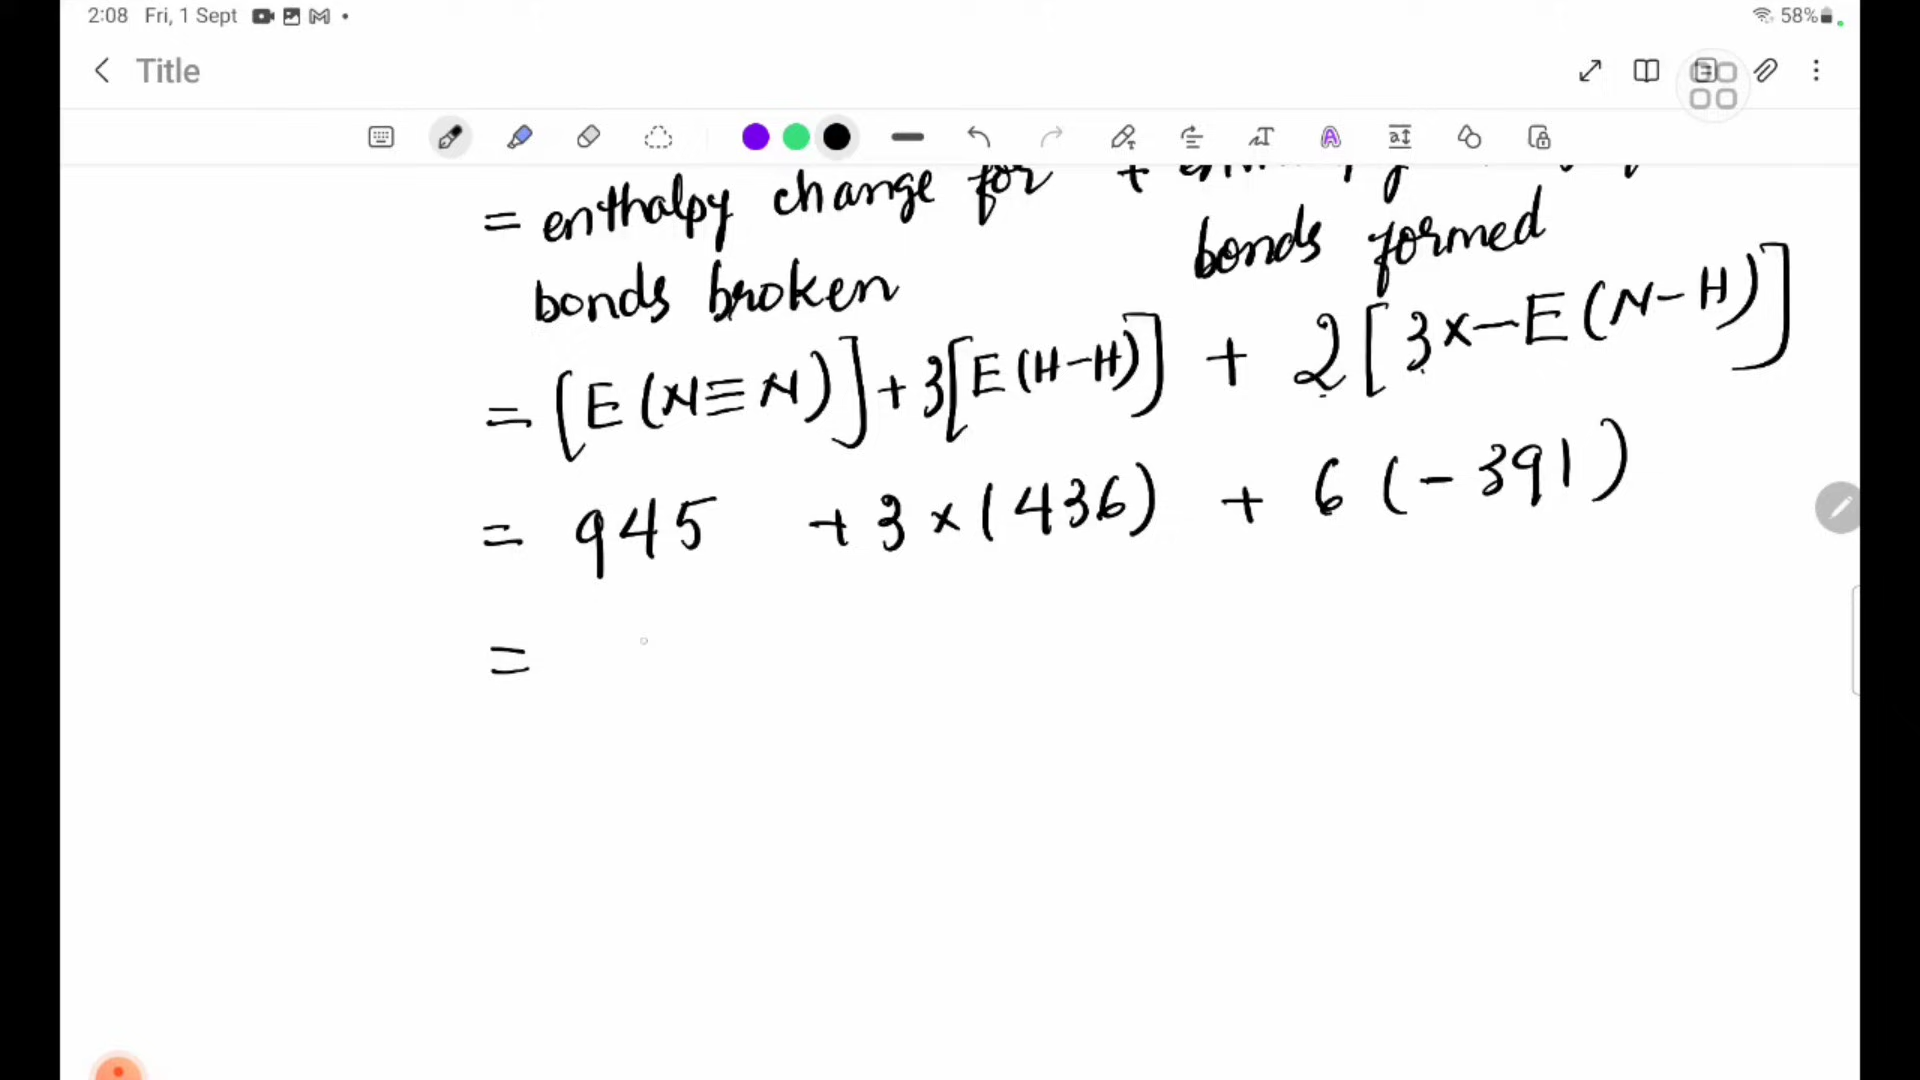 2:08 Fri, 1 Sept 58%
Title
= enthalpy change for +
bonds broken bonds formed
= [E(N≡N)]+3[E(H-H)] + 2[3x-E(N-H)]
= 945 +3×(436) + 6(-391)
=